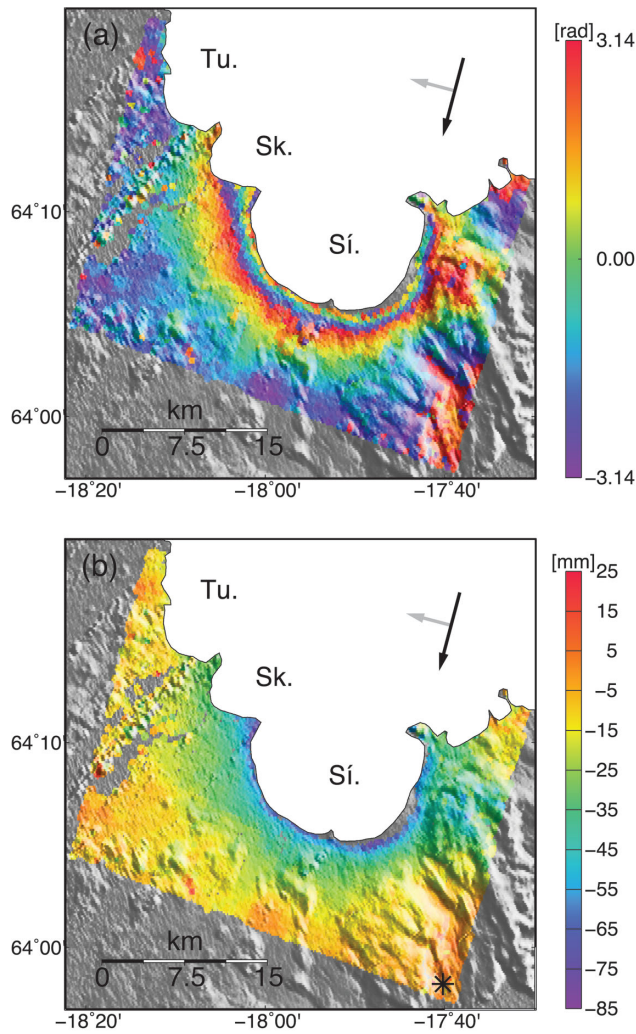 (a)
Tu.
Sk.
Sí.
64˚10'
64˚00'
km
0 7.5 15
−18˚20' −18˚00' −17˚40'
[rad]
3.14
0.00
−3.14
(b)
Tu.
Sk.
Sí.
64˚10'
64˚00'
km
0 7.5 15
−18˚20' −18˚00' −17˚40'
[mm]
25
15
5
−5
−15
−25
−35
−45
−55
−65
−75
−85